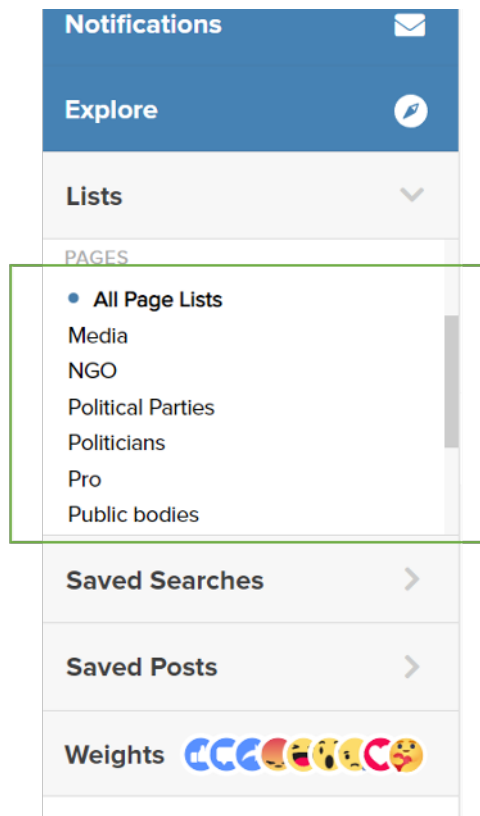 Notifications
Explore
Lists
PAGES
All Page Lists
Media
NGO
Political Parties
Politicians
Pro
Public bodies
Saved Searches
Saved Posts
Weights